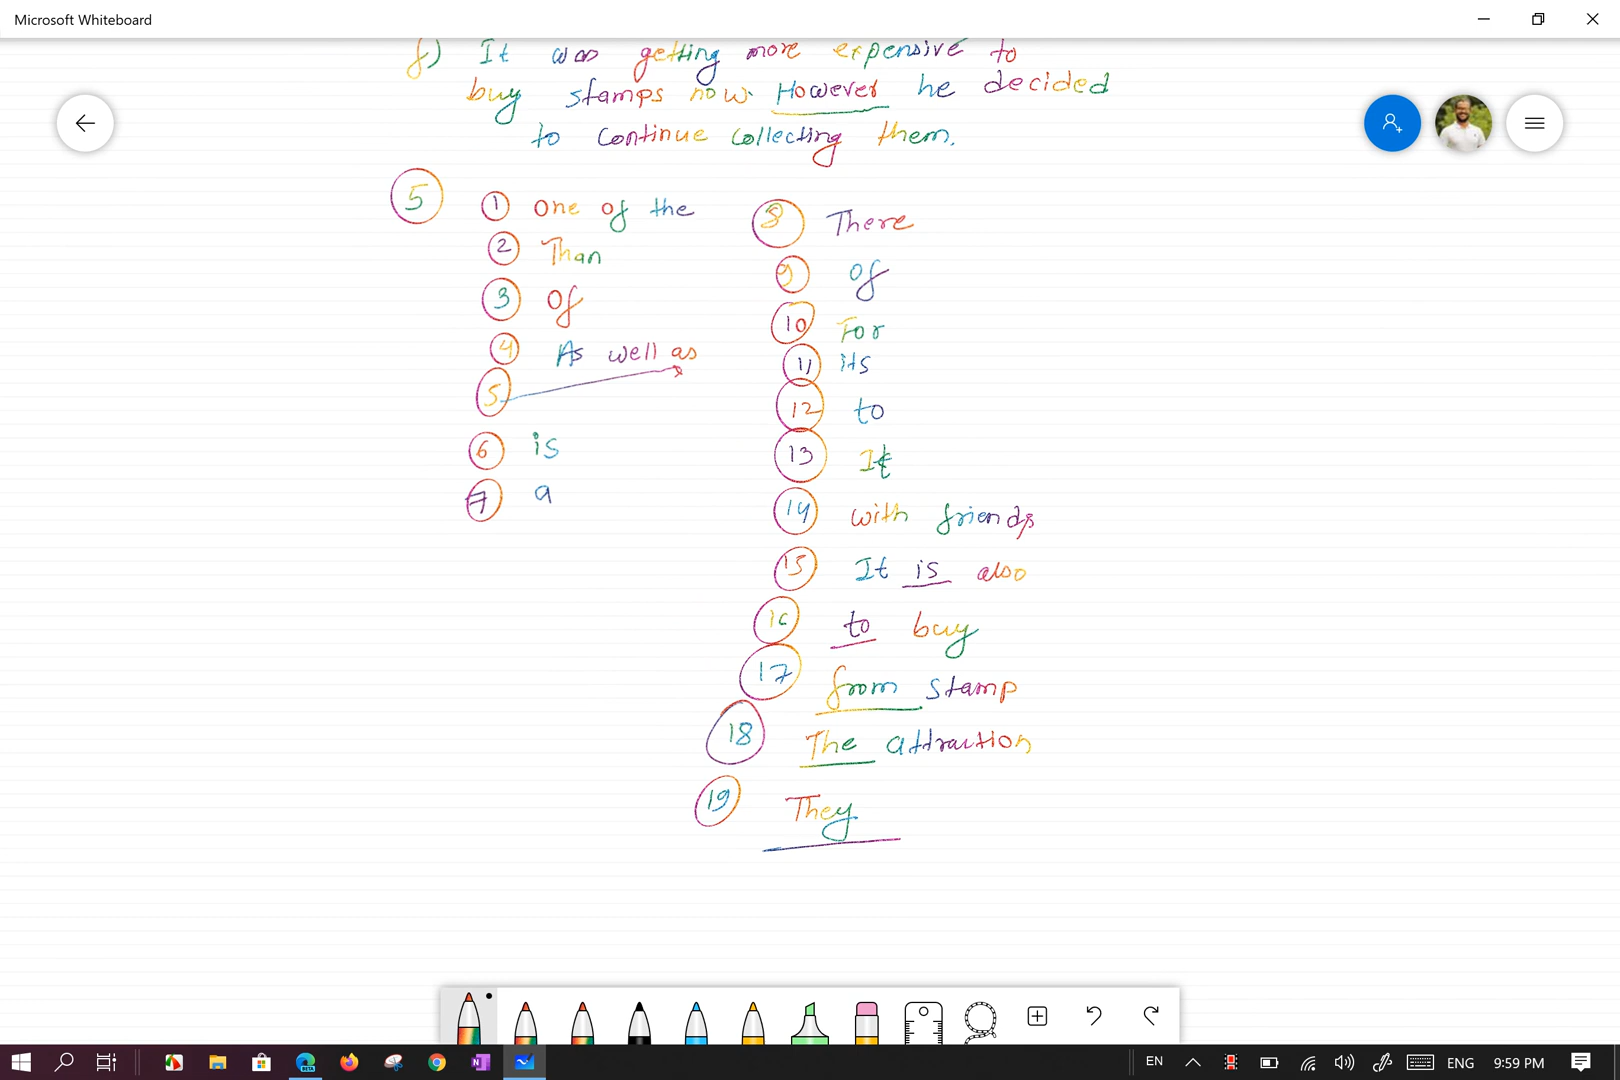 Microsoft Whiteboard
f) It was getting more expensive to
buy stamps now. However he decided
to continue collecting them.
5
1 One of the
2 Than
3 of
4 As well as
5
6 is
7 a
8 There
9 of
10 For
11 its
12 to
13 It
14 with friends
15 It is also
16 to buy
17 from stamp
18 The attraction
19 They
EN
ENG
9:59 PM